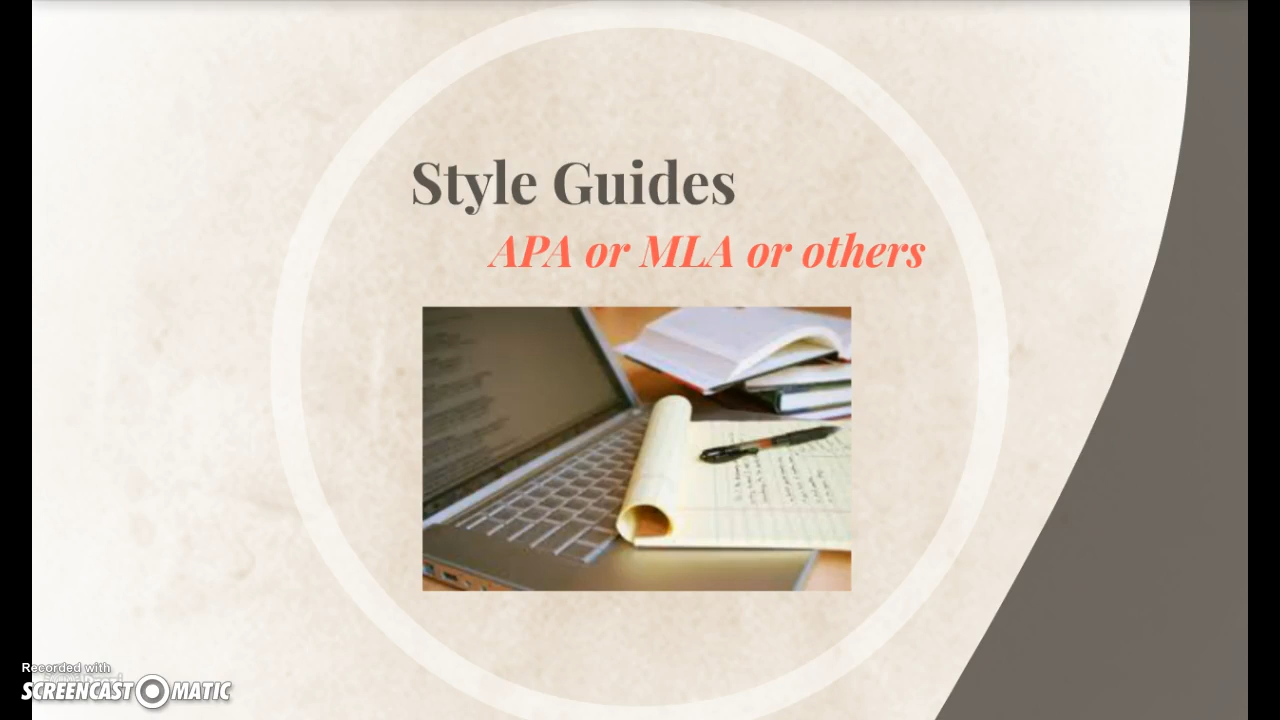 Style Guides
APA or MLA or others
Recorded with
SCREENCAST MATIC